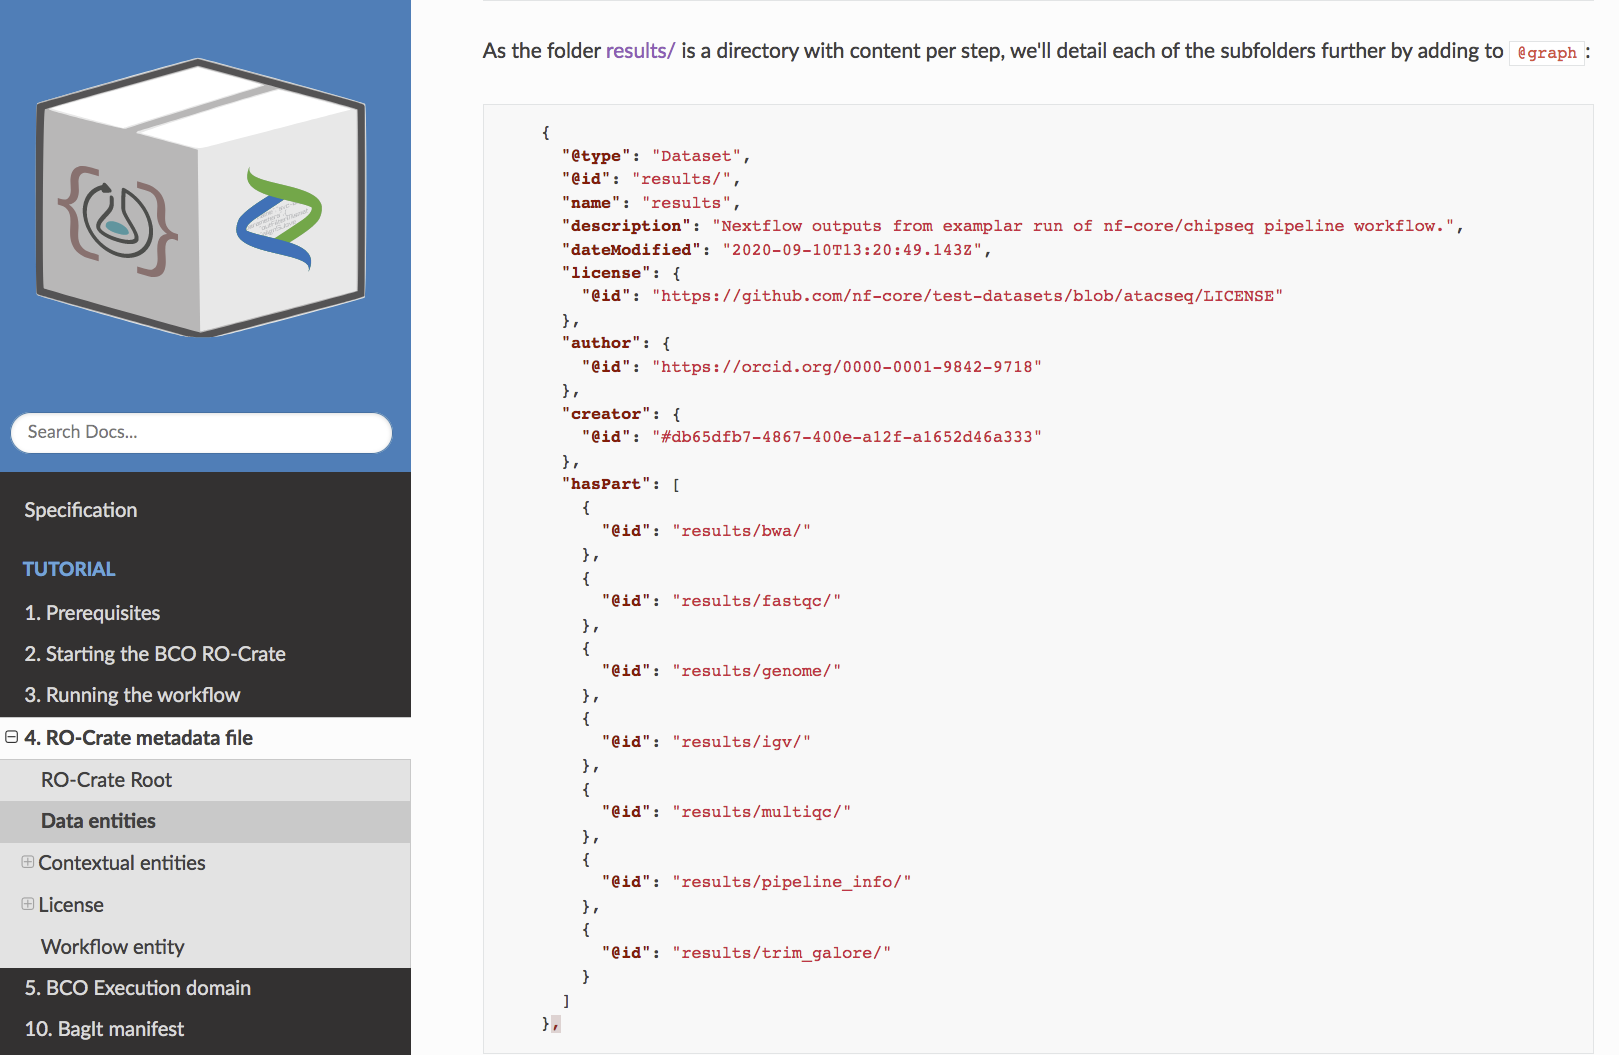 Search Docs...
Specification
TUTORIAL
1. Prerequisites
2. Starting the BCO RO-Crate
3. Running the workflow
4. RO-Crate metadata file
RO-Crate Root
Data entities
Contextual entities
License
Workflow entity
5. BCO Execution domain
10. BagIt manifest
As the folder results/ is a directory with content per step, we'll detail each of the subfolders further by adding to @graph:
{
"@type": "Dataset",
"@id": "results/",
"name": "results",
"description": "Nextflow outputs from examplar run of nf-core/chipseq pipeline workflow.",
"dateModified": "2020-09-10T13:20:49.143Z",
"license": {
"@id": "https://github.com/nf-core/test-datasets/blob/atacseq/LICENSE"
},
"author": {
"@id": "https://orcid.org/0000-0001-9842-9718"
},
"creator": {
"@id": "#db65dfb7-4867-400e-a12f-a1652d46a333"
},
"hasPart": [
{
"@id": "results/bwa/"
},
{
"@id": "results/fastqc/"
},
{
"@id": "results/genome/"
},
{
"@id": "results/igv/"
},
{
"@id": "results/multiqc/"
},
{
"@id": "results/pipeline_info/"
},
{
"@id": "results/trim_galore/"
}
]
},